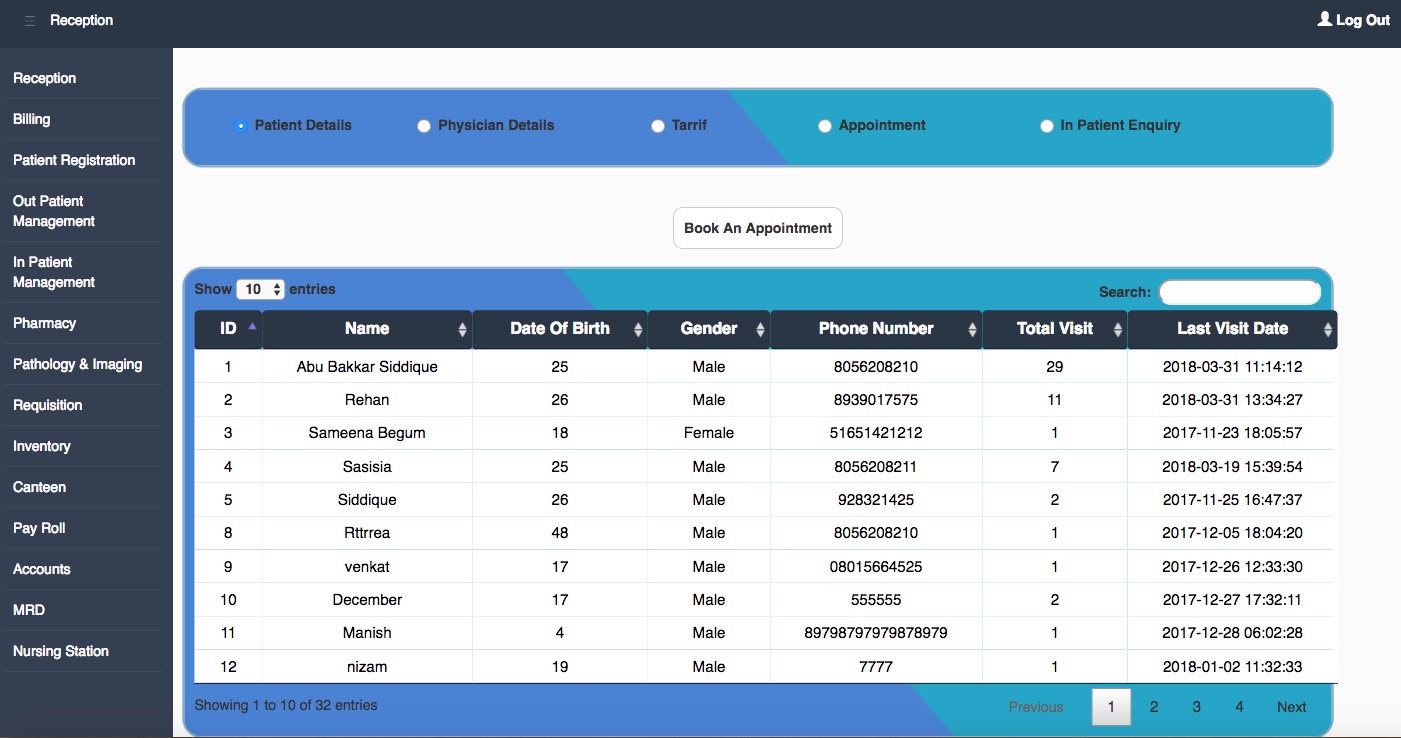 Reception
Log Out
Reception
Billing
Patient Registration
Out Patient
Management
In Patient
Management
Pharmacy
Pathology & Imaging
Requisition
Inventory
Canteen
Pay Roll
Accounts
MRD
Nursing Station
Patient Details Physician Details Tarrif Appointment In Patient Enquiry
Book An Appointment
Show 10 entries Search:
ID Name Date Of Birth Gender Phone Number Total Visit Last Visit Date
1 Abu Bakkar Siddique 25 Male 8056208210 29 2018-03-31 11:14:12
2 Rehan 26 Male 8939017575 11 2018-03-31 13:34:27
3 Sameena Begum 18 Female 51651421212 1 2017-11-23 18:05:57
4 Sasisia 25 Male 8056208211 7 2018-03-19 15:39:54
5 Siddique 26 Male 928321425 2 2017-11-25 16:47:37
8 Rttrrea 48 Male 8056208210 1 2017-12-05 18:04:20
9 venkat 17 Male 08015664525 1 2017-12-26 12:33:30
10 December 17 Male 555555 2 2017-12-27 17:32:11
11 Manish 4 Male 89798797979878979 1 2017-12-28 06:02:28
12 nizam 19 Male 7777 1 2018-01-02 11:32:33
Showing 1 to 10 of 32 entries Previous 1 2 3 4 Next